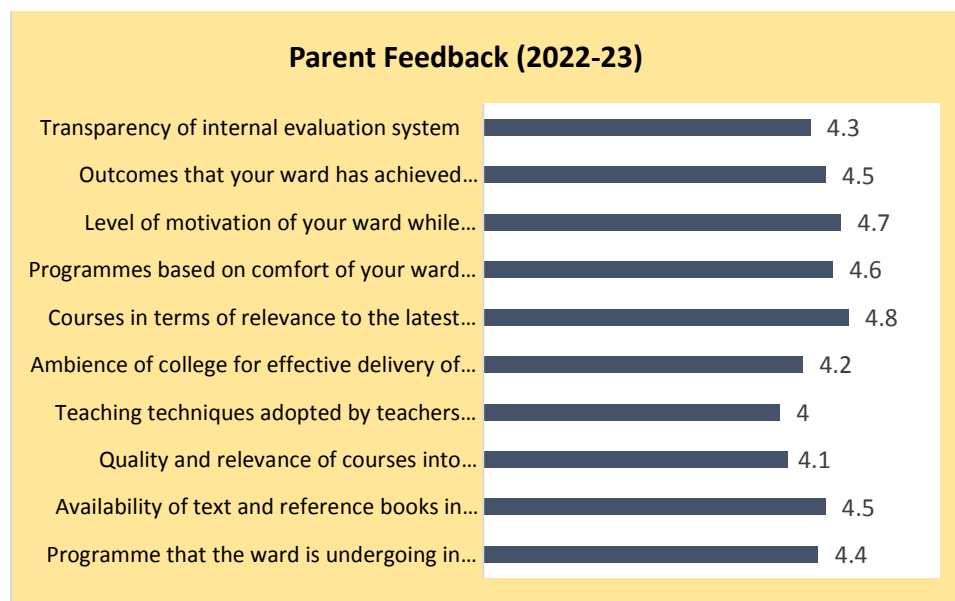 Parent Feedback (2022-23)
Transparency of internal evaluation system 4.3
Outcomes that your ward has achieved… 4.5
Level of motivation of your ward while… 4.7
Programmes based on comfort of your ward… 4.6
Courses in terms of relevance to the latest… 4.8
Ambience of college for effective delivery of… 4.2
Teaching techniques adopted by teachers… 4
Quality and relevance of courses into… 4.1
Availability of text and reference books in… 4.5
Programme that the ward is undergoing in… 4.4